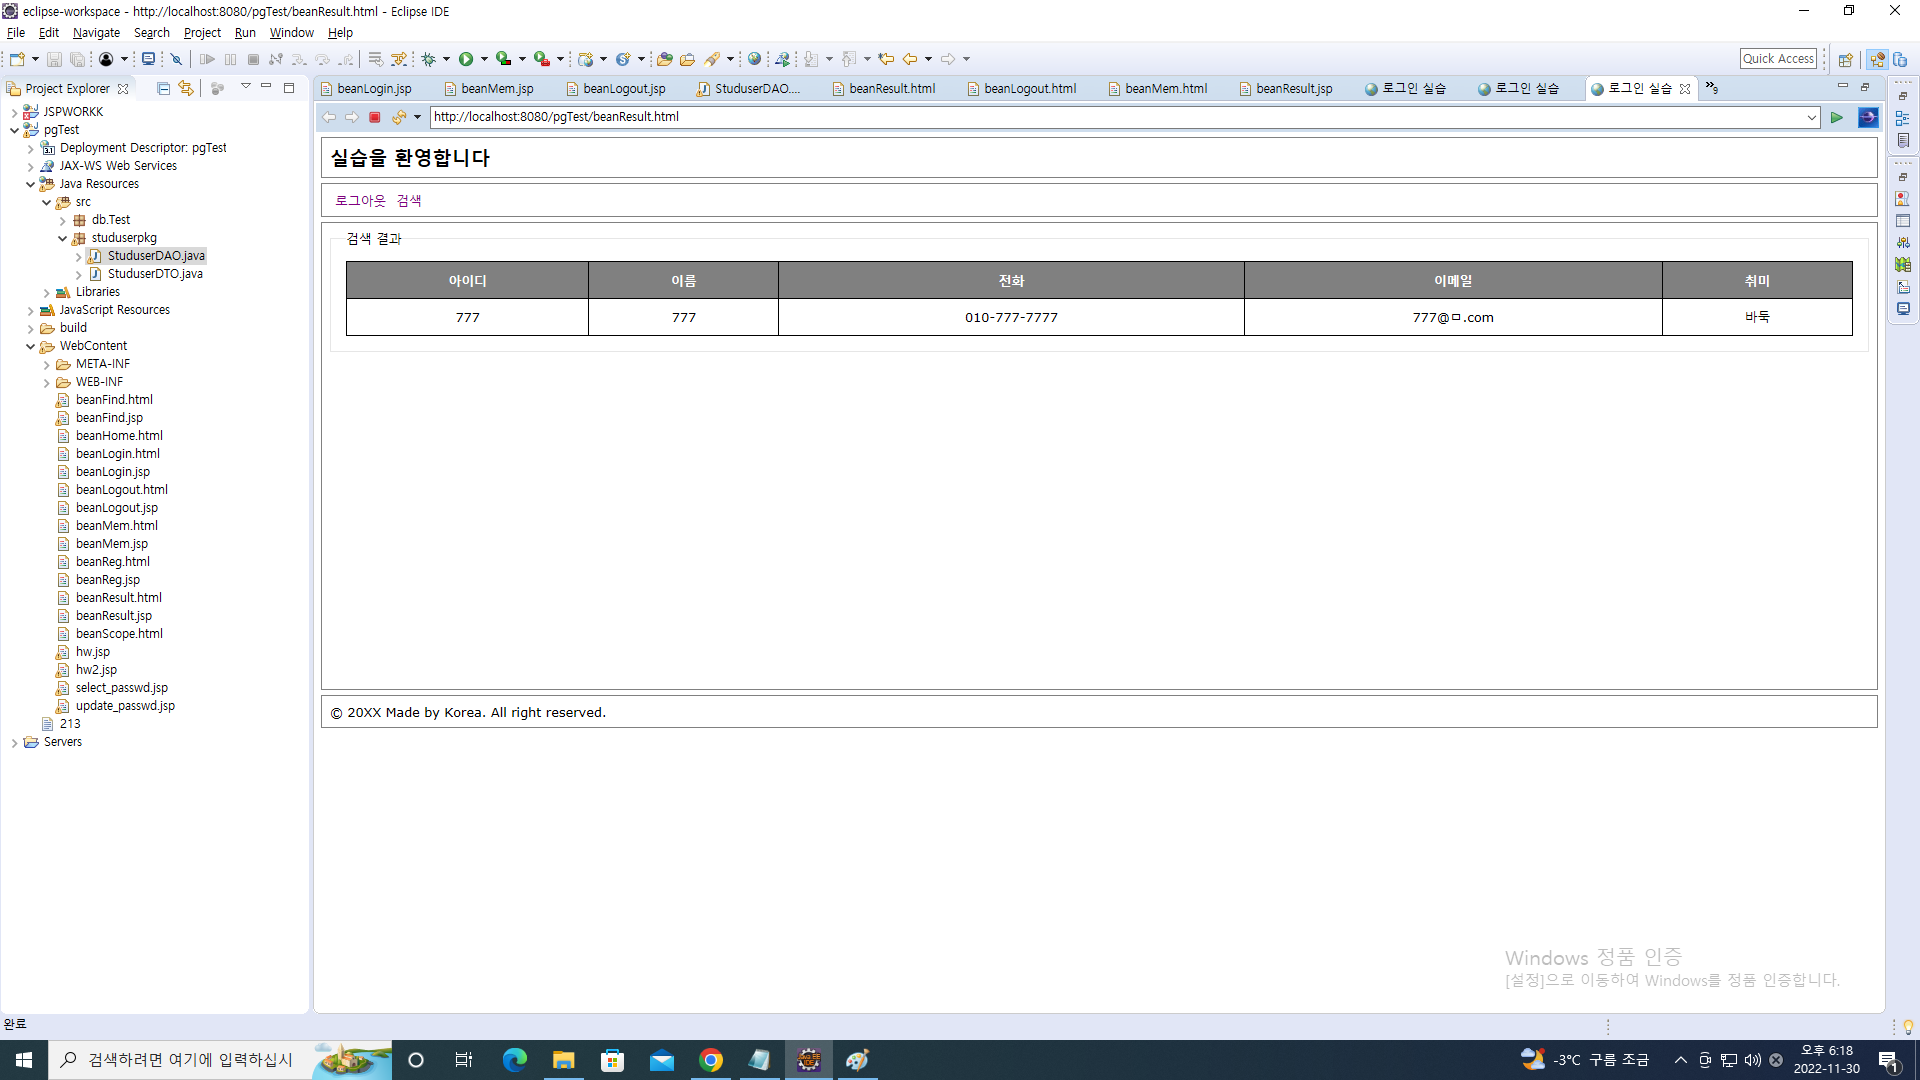 eclipse-workspace - http://localhost:8080/pgTest/beanResult.html - Eclipse IDE
File Edit Navigate Search Project Run Window Help
Quick Access
Project Explorer
JSPWORKK
pgTest
Deployment Descriptor: pgTest
JAX-WS Web Services
Java Resources
src
db.Test
studuserpkg
StuduserDAO.java
StuduserDTO.java
Libraries
JavaScript Resources
build
WebContent
META-INF
WEB-INF
beanFind.html
beanFind.jsp
beanHome.html
beanLogin.html
beanLogin.jsp
beanLogout.html
beanLogout.jsp
beanMem.html
beanMem.jsp
beanReg.html
beanReg.jsp
beanResult.html
beanResult.jsp
beanScope.html
hw.jsp
hw2.jsp
select_passwd.jsp
update_passwd.jsp
213
Servers
beanLogin.jsp beanMem.jsp beanLogout.jsp StuduserDAO.... beanResult.html beanLogout.html beanMem.html beanResult.jsp 로그인 실습 로그인 실습 로그인 실습 »9
http://localhost:8080/pgTest/beanResult.html
실습을 환영합니다
로그아웃 검색
검색 결과
아이디 이름 전화 이메일 취미
777 777 010-777-7777 777@ㅁ.com 바둑
© 20XX Made by Korea. All right reserved.
Windows 정품 인증
[설정]으로 이동하여 Windows를 정품 인증합니다.
완료
검색하려면 여기에 입력하십시
-3°C 구름 조금
오후 6:18
2022-11-30
1